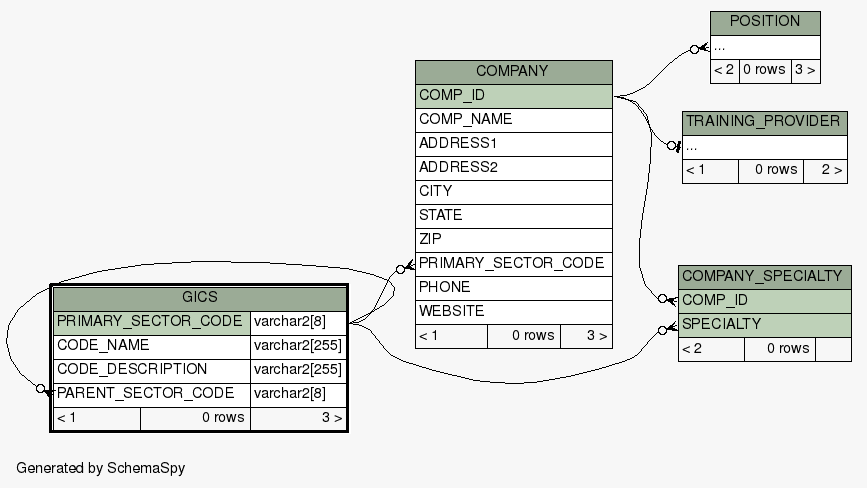 POSITION
...
< 2 0 rows 3 >
COMPANY
COMP_ID
COMP_NAME
ADDRESS1
ADDRESS2
CITY
STATE
ZIP
PRIMARY_SECTOR_CODE
PHONE
WEBSITE
< 1 0 rows 3 >
TRAINING_PROVIDER
...
< 1 0 rows 2 >
COMPANY_SPECIALTY
COMP_ID
SPECIALTY
< 2 0 rows
GICS
PRIMARY_SECTOR_CODE varchar2[8]
CODE_NAME varchar2[255]
CODE_DESCRIPTION varchar2[255]
PARENT_SECTOR_CODE varchar2[8]
< 1 0 rows 3 >
Generated by SchemaSpy